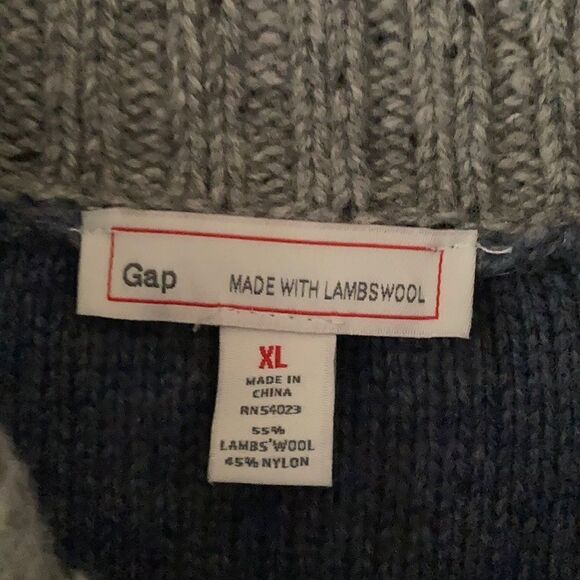 Gap MADE WITH LAMBSWOOL
XL
MADE IN
CHINA
RN54023
55%
LAMBS'WOOL
45% NYLON